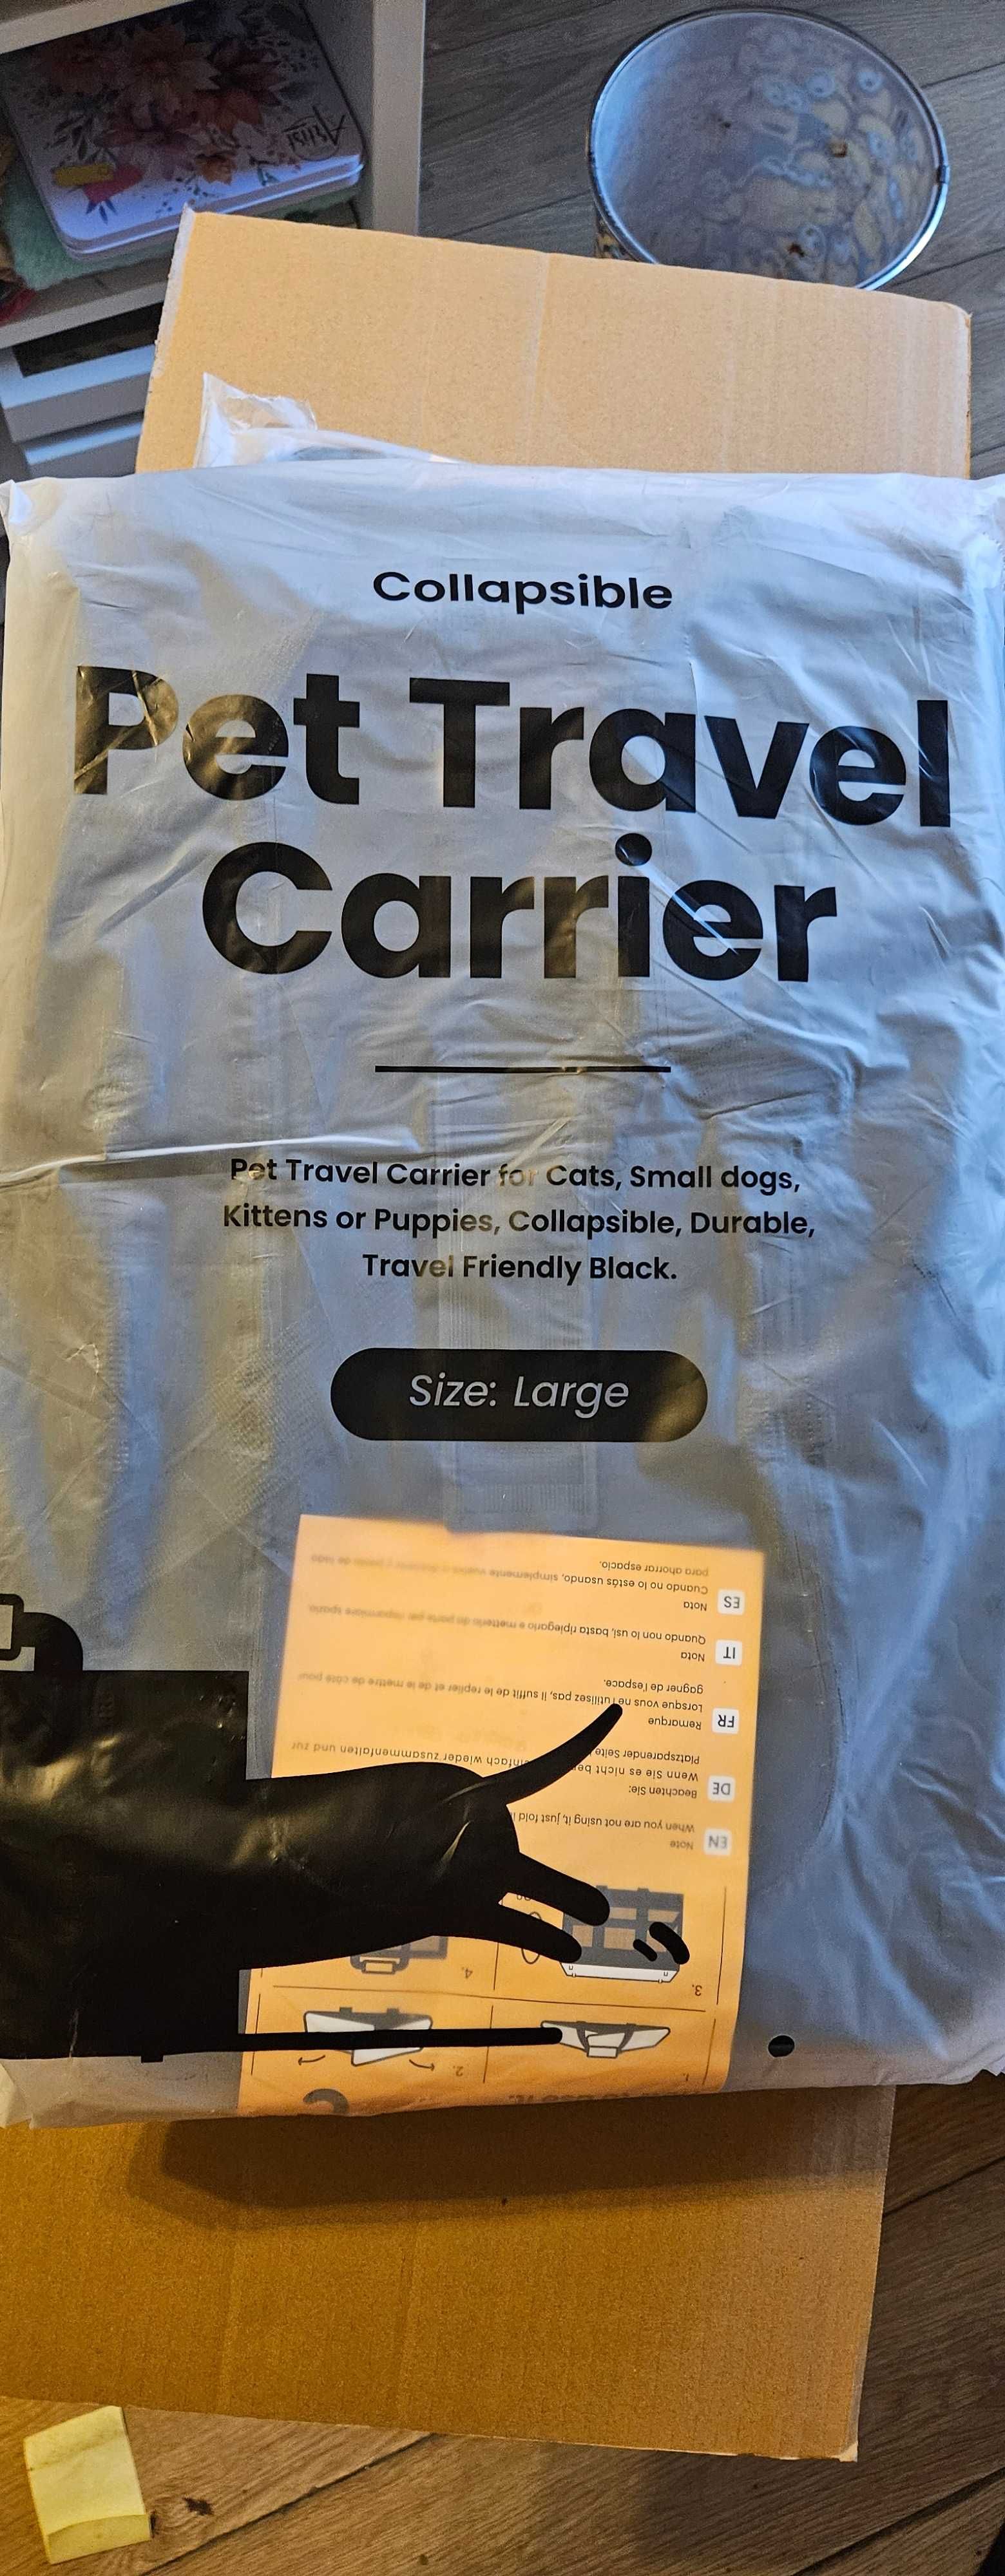 Artist
Collapsible
Pet Travel
Carrier
Pet Travel Carrier for Cats, Small dogs,
Kittens or Puppies, Collapsible, Durable,
Travel Friendly Black.
Size: Large
1.
2.
3.
4.
EN
Note
When you are not using it, just fold
DE
Beachten Sie:
Wenn Sie es nicht einfach wieder zusammenfalten und zur
Platzsparender Seite
FR
Remarque
Lorsque vous ne l'utilisez pas, il suffit de le replier et de le mettre de côté pour
gagner de l'espace.
IT
Nota
Quando non lo usi, basta ripiegarlo e metterlo da parte per risparmiare spazio.
ES
Nota
Cuando no lo estás usando, simplemente de lado
para ahorrar espacio.